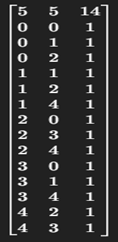 5 5 14
0 0 1
0 1 1
0 2 1
1 1 1
1 2 1
1 4 1
2 0 1
2 3 1
2 4 1
3 0 1
3 1 1
3 4 1
4 2 1
4 3 1